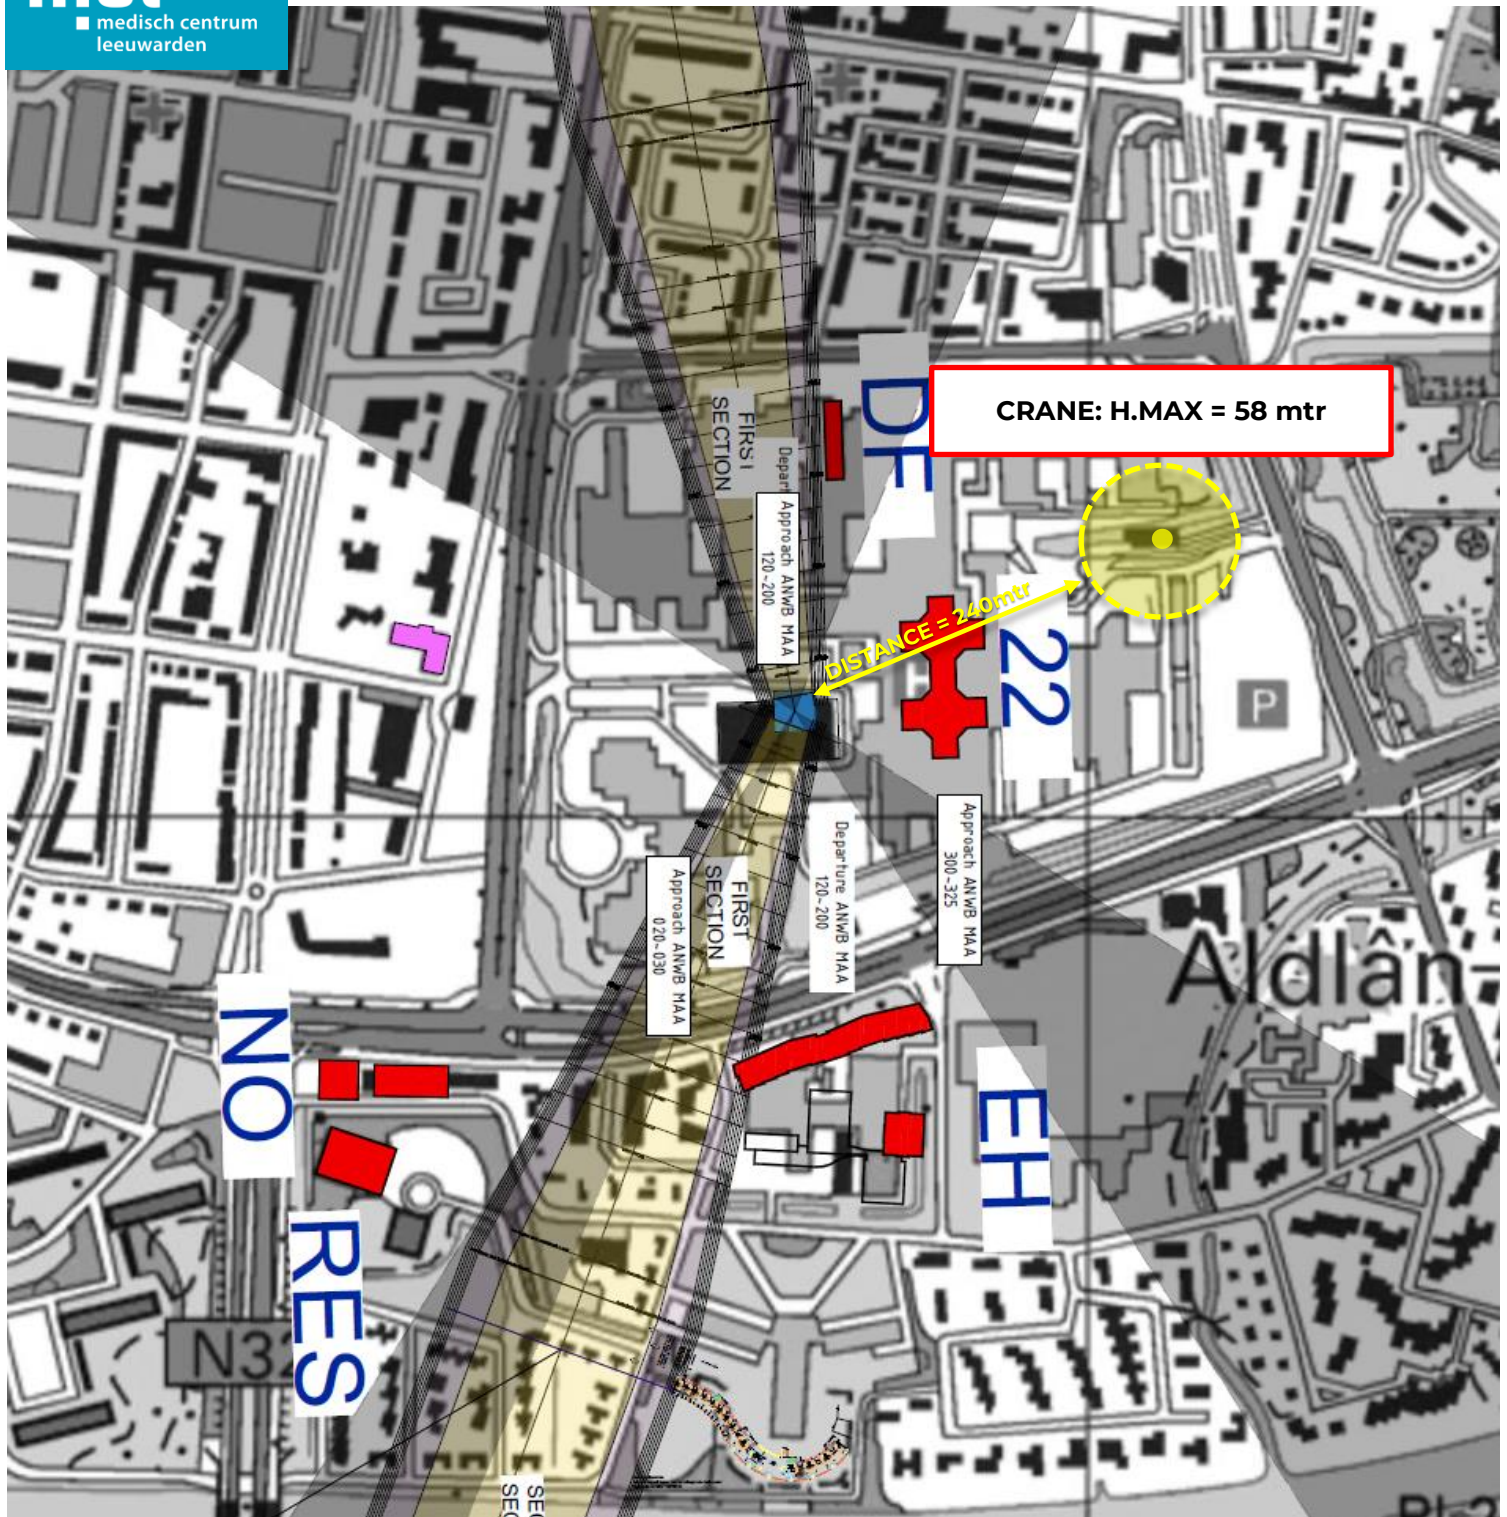 medisch centrum
leeuwarden
CRANE: H.MAX = 58 mtr
DF
FIRST
SECTION
Depart
Approach ANWB MAA
120-200
DISTANCE = 240mtr
22
P
Approach ANWB MAA
300-325
Departure ANWB MAA
120-200
FIRST
SECTION
Approach ANWB MAA
020-030
Aldlân
NO
EH
RES
N3